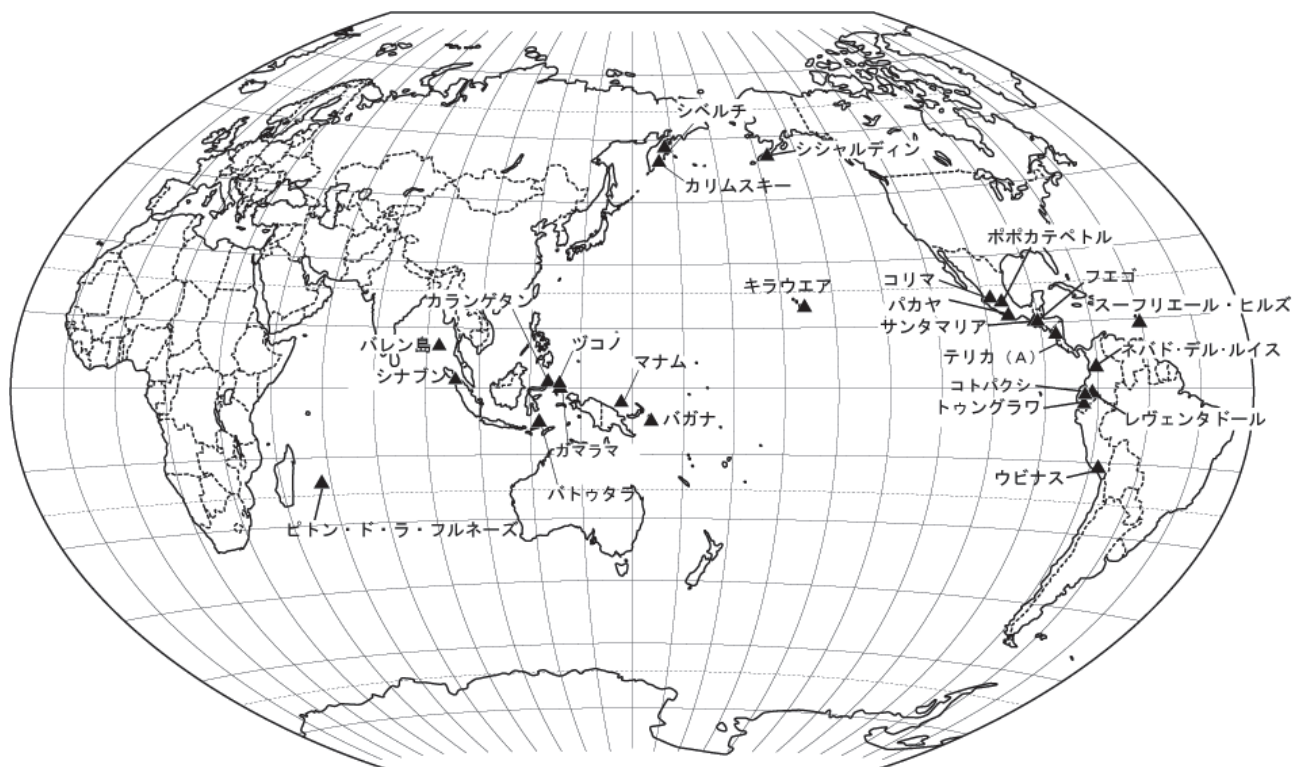 シベルチ
シシャルディン
カリムスキー
ポポカテペトル
キラウエア
コリマ
フエゴ
カランゲタン
パカヤ
スーフリエール・ヒルズ
サンタマリア
バレン島
ヅコノ
マナム
テリカ（A）
ネバド・デル・ルイス
シナブン
コトパクシ
トゥングラワ
バガナ
レヴェンタドール
ガマラマ
ウビナス
バトゥタラ
ピトン・ド・ラ・フルネーズ